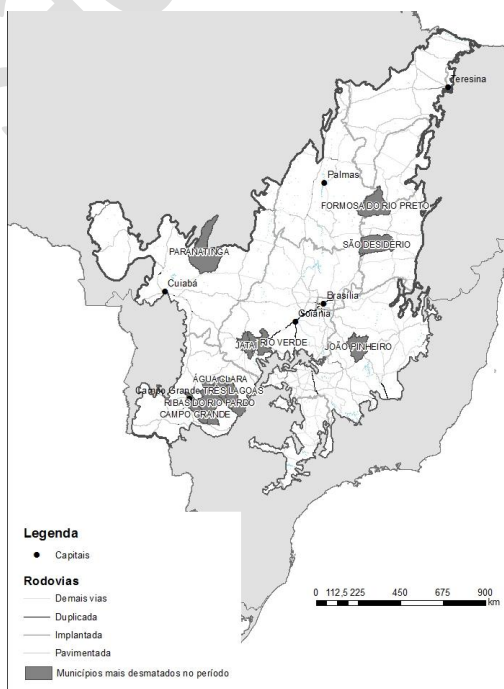 Teresina
Palmas
FORMOSA DO RIO PRETO
SÃO DESIDERIO
PARANATINGA
Cuiabá
Brasília
Goiânia
JATAÍ RIO VERDE
JOÃO PINHEIRO
ÁGUA CLARA
Campo Grande TRES LAGOAS
RIBAS DO RIO PARDO
CAMPO GRANDE
Legenda
Capitais
Rodovias
Demais vias
Duplicada
Implantada
Pavimentada
Municípios mais desmatados no período
0 112,5 225 450 675 900
km